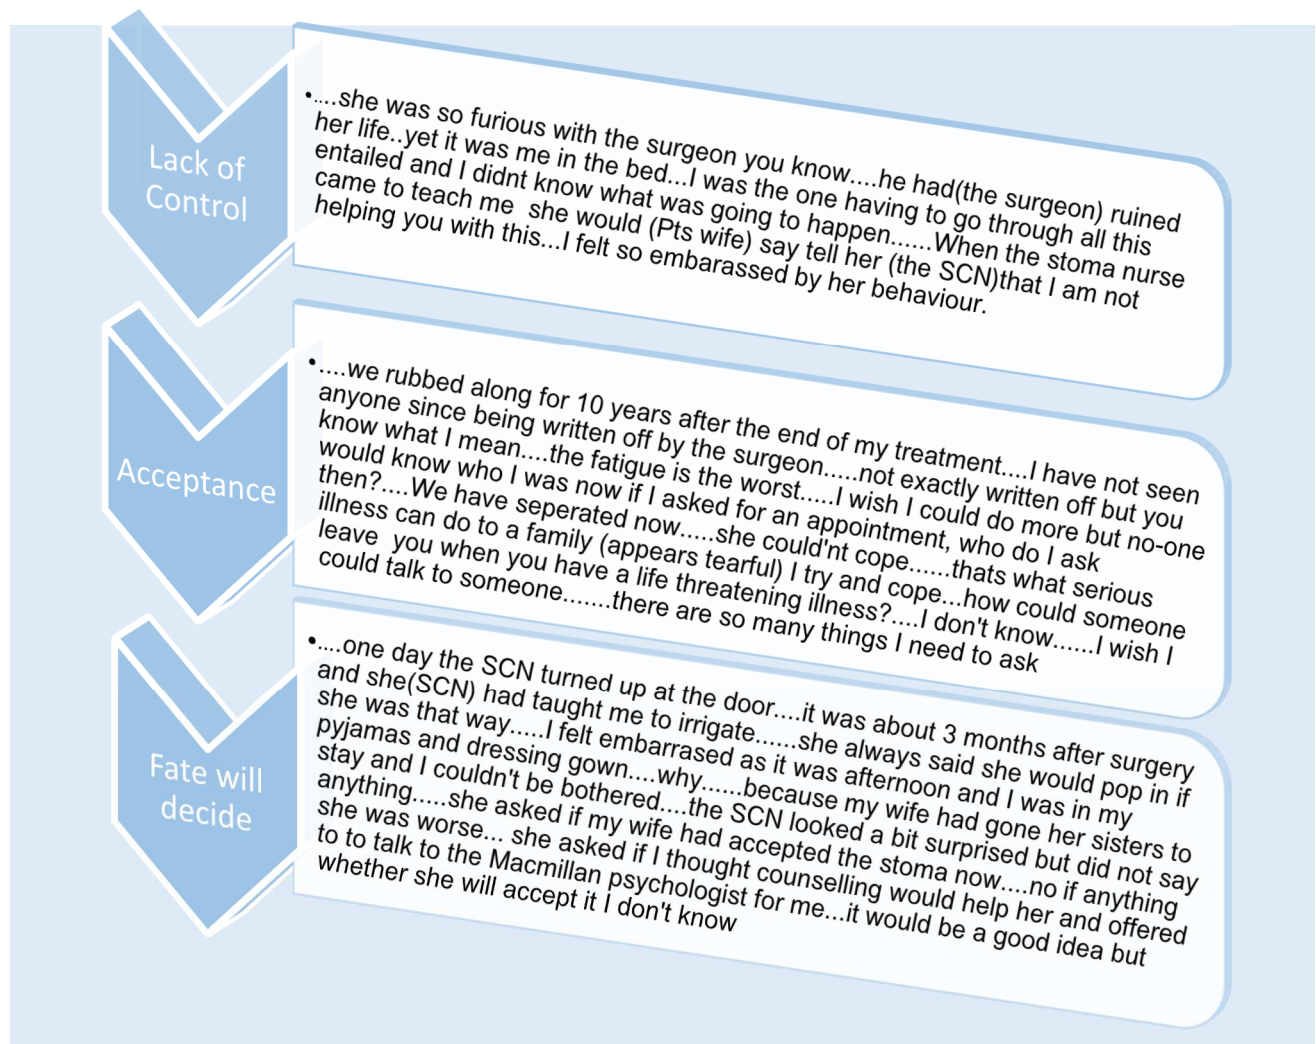 Lack of
Control
•....she was so furious with the surgeon you know....he had(the surgeon) ruined
her life..yet it was me in the bed...I was the one having to go through all this
entailed and I didnt know what was going to happen......When the stoma nurse
came to teach me  she would (Pts wife) say tell her (the SCN)that I am not
helping you with this...I felt so embarassed by her behaviour.
Acceptance
•....we rubbed along for 10 years after the end of my treatment....I have not seen
anyone since being written off by the surgeon.....not exactly written off but you
know what I mean....the fatigue is the worst.....I wish I could do more but no-one
would know who I was now if I asked for an appointment, who do I ask
then?....We have seperated now.....she could'nt cope......thats what serious
illness can do to a family (appears tearful) I try and cope...how could someone
leave  you when you have a life threatening illness?....I don't know......I wish I
could talk to someone.......there are so many things I need to ask
Fate will
decide
•....one day the SCN turned up at the door....it was about 3 months after surgery
and she(SCN) had taught me to irrigate......she always said she would pop in if
she was that way.....I felt embarrased as it was afternoon and I was in my
pyjamas and dressing gown....why......because my wife had gone her sisters to
stay and I couldn't be bothered....the SCN looked a bit surprised but did not say
anything.....she asked if my wife had accepted the stoma now....no if anything
she was worse... she asked if I thought counselling would help her and offered
to to talk to the Macmillan psychologist for me...it would be a good idea but
whether she will accept it I don't know